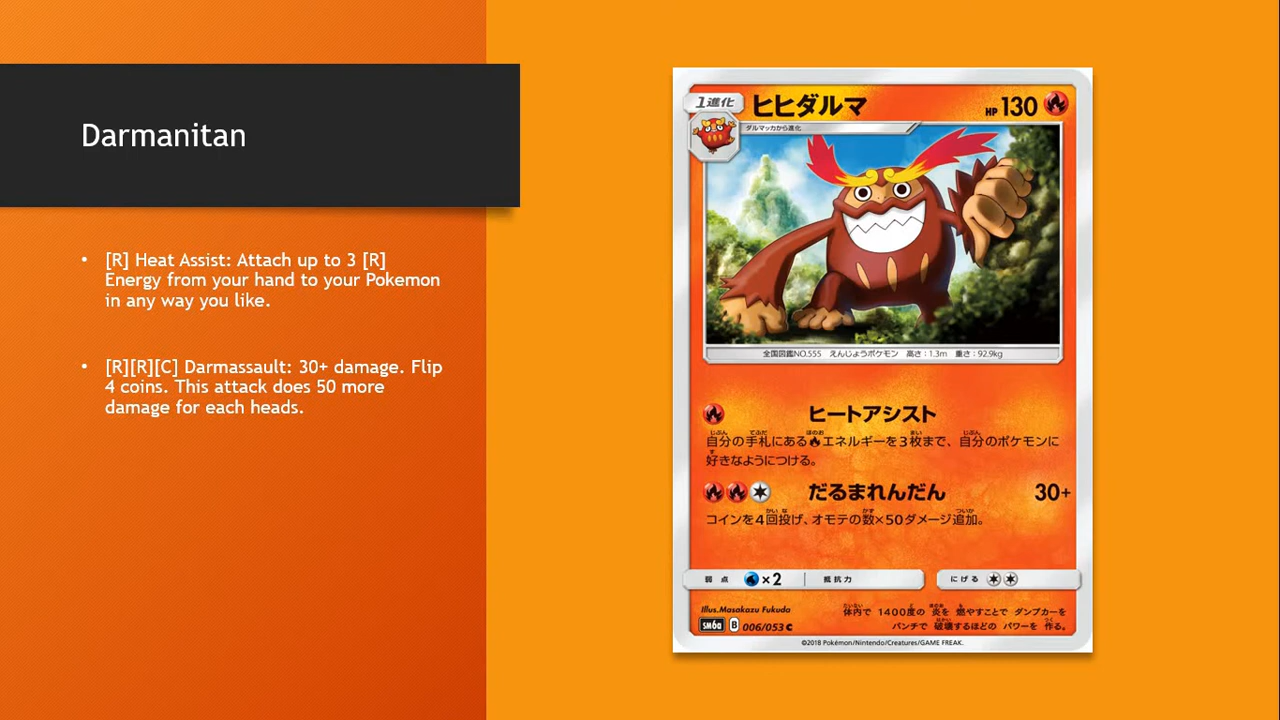 Darmanitan
• [R] Heat Assist: Attach up to 3 [R]
Energy from your hand to your Pokemon
in any way you like.
• [R][R][C] Darmassault: 30+ damage. Flip
4 coins. This attack does 50 more
damage for each heads.
1進化
ヒヒダルマ
HP 130
ダルマッカから進化
全国図鑑NO.555 えんじょうポケモン 高さ：1.3m 重さ：92.9kg
ヒートアシスト
自分の手札にあるエネルギーを3枚まで、自分のポケモンに
好きなようにつける。
だるまれんだん 30+
コインを4回投げ、オモテの数×50ダメージ追加。
弱点 ×2 抵抗力 にげる
Illus.Masakazu Fukuda
SM6a B 006/053 C
体内で 1400度の 炎を 燃やすことで ダンプカーを
パンチで 破壊するほどの パワーを 作る。
©2018 Pokémon/Nintendo/Creatures/GAME FREAK.